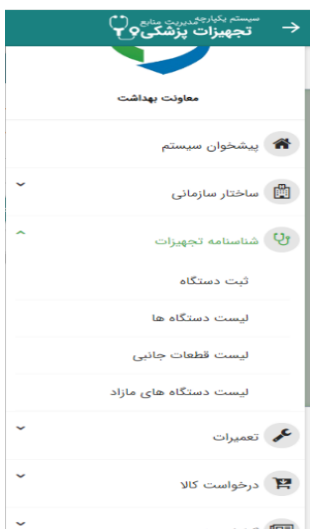 سیستم یکپارچه مدیریت منابع
تجهیزات پزشکی
معاونت بهداشت
پیشخوان سیستم
ساختار سازمانی
شناسنامه تجهیزات
ثبت دستگاه
لیست دستگاه ها
لیست قطعات جانبی
لیست دستگاه های مازاد
تعمیرات
درخواست کالا